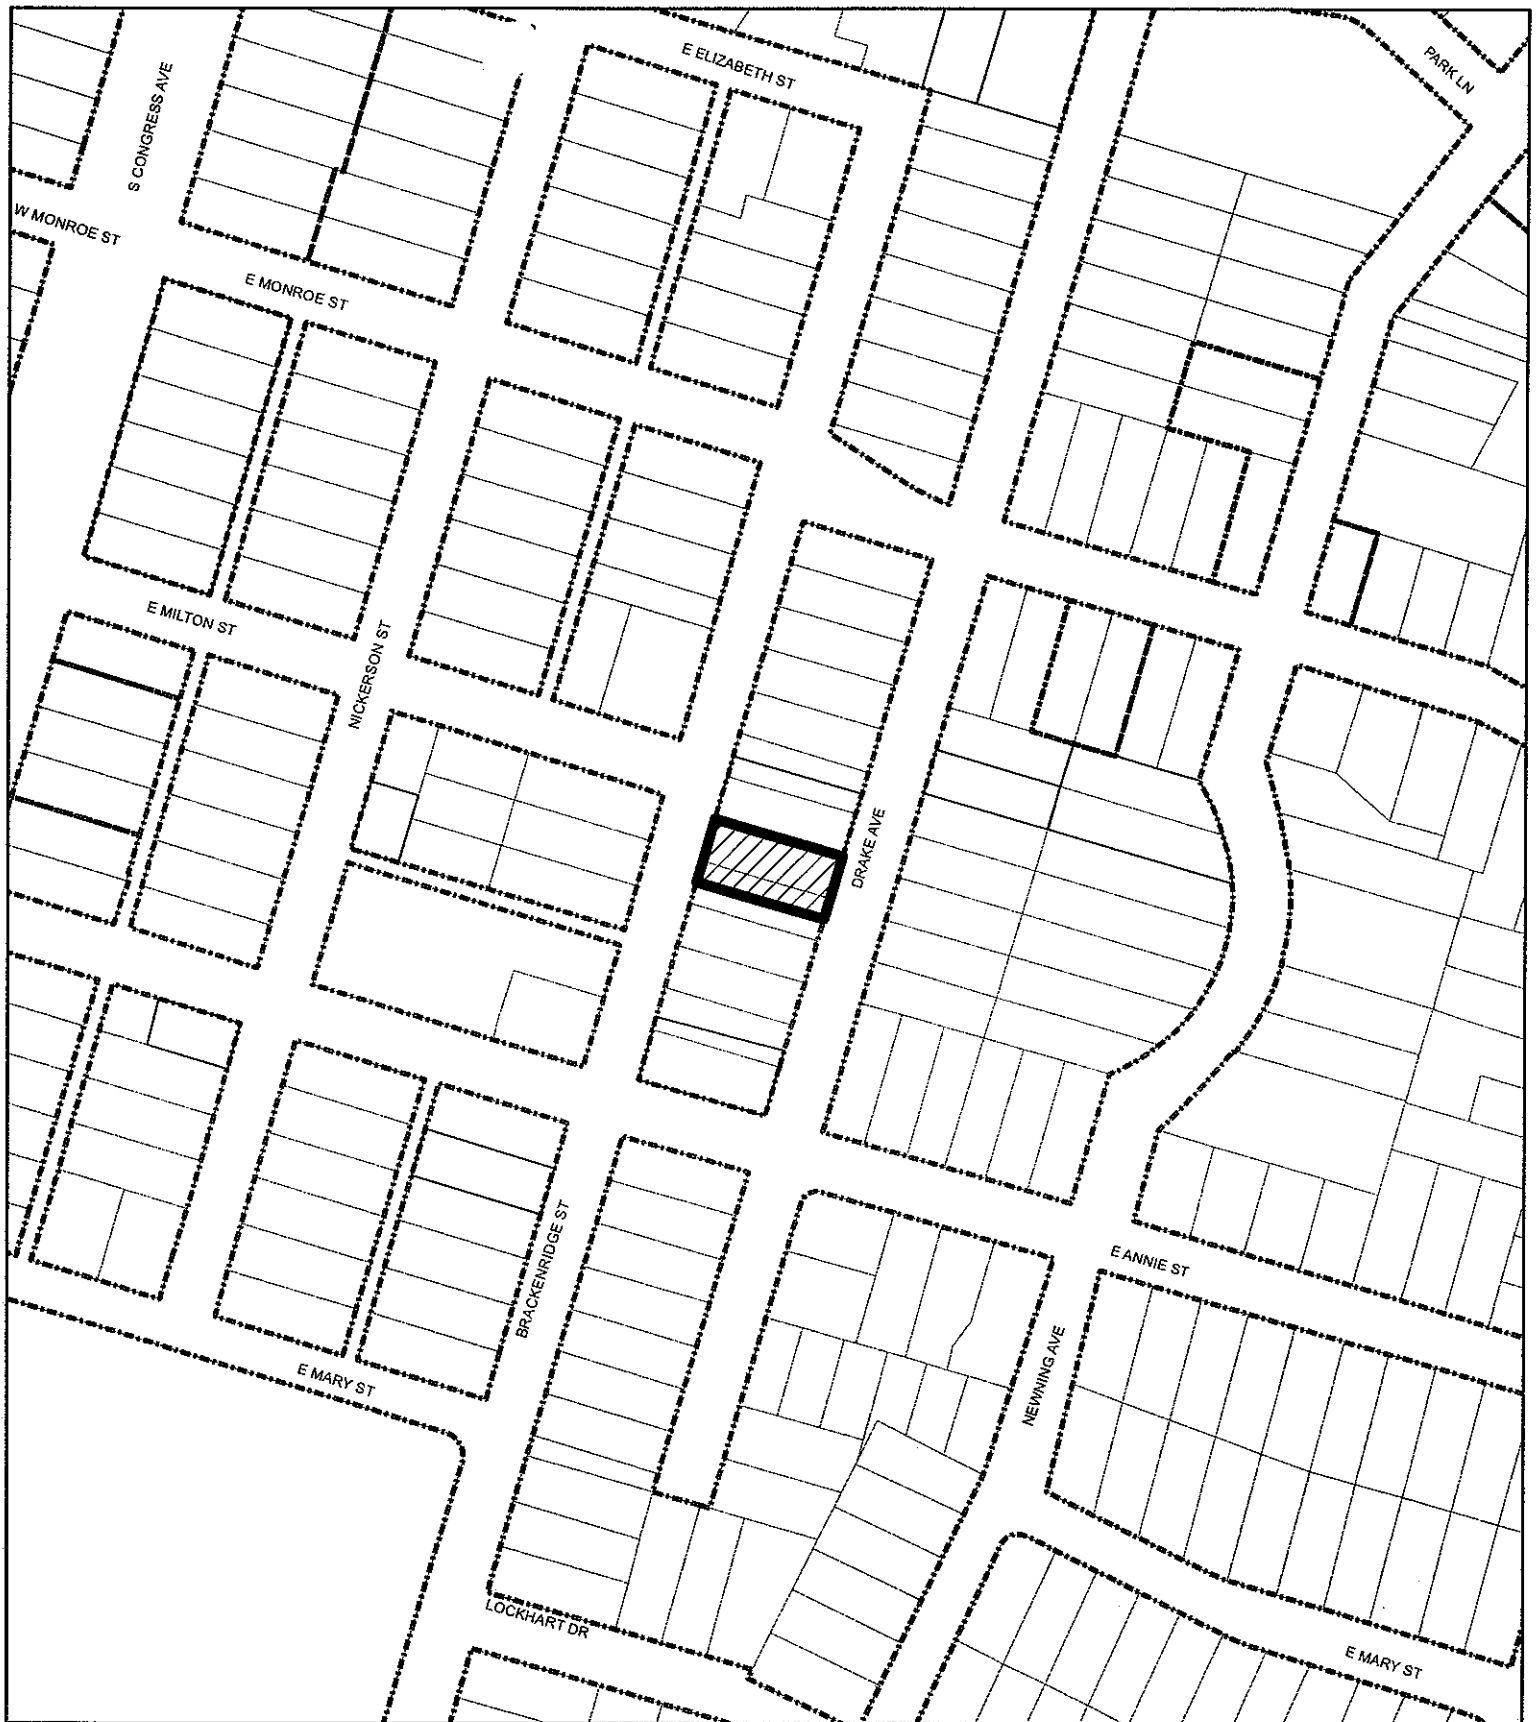 E ELIZABETH ST
PARK LN
S CONGRESS AVE
W MONROE ST
E MONROE ST
E MILTON ST
NICKERSON ST
DRAKE AVE
BRACKENRIDGE ST
E ANNIE ST
NEWNING AVE
E MARY ST
LOCKHART DR
E MARY ST